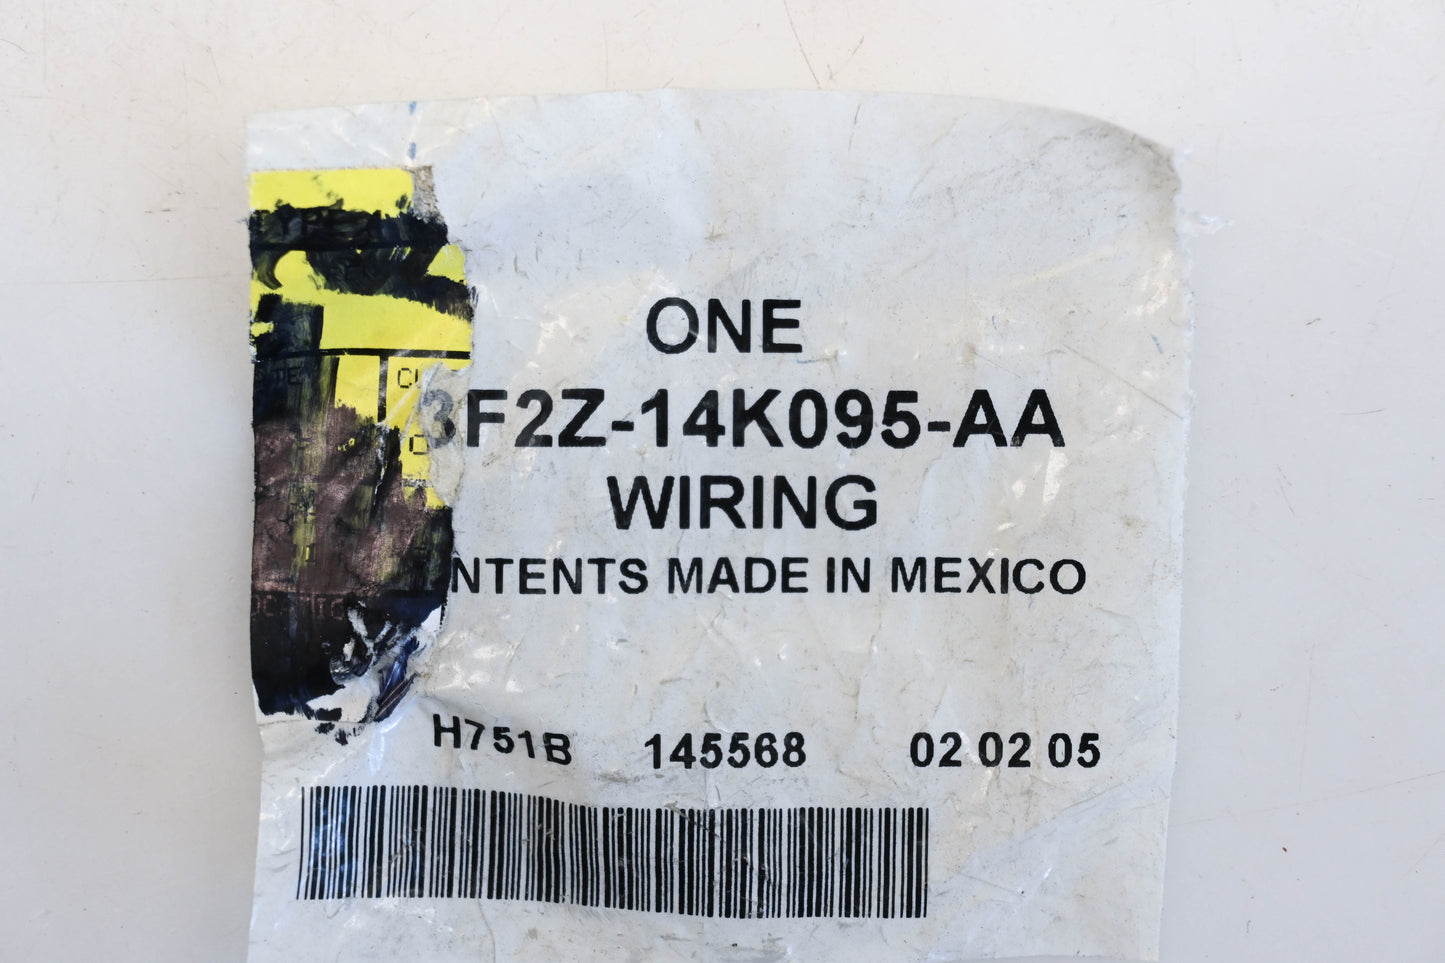 ONE
3F2Z-14K095-AA
WIRING
NTENTS MADE IN MEXICO
H751B 145568 02 02 05